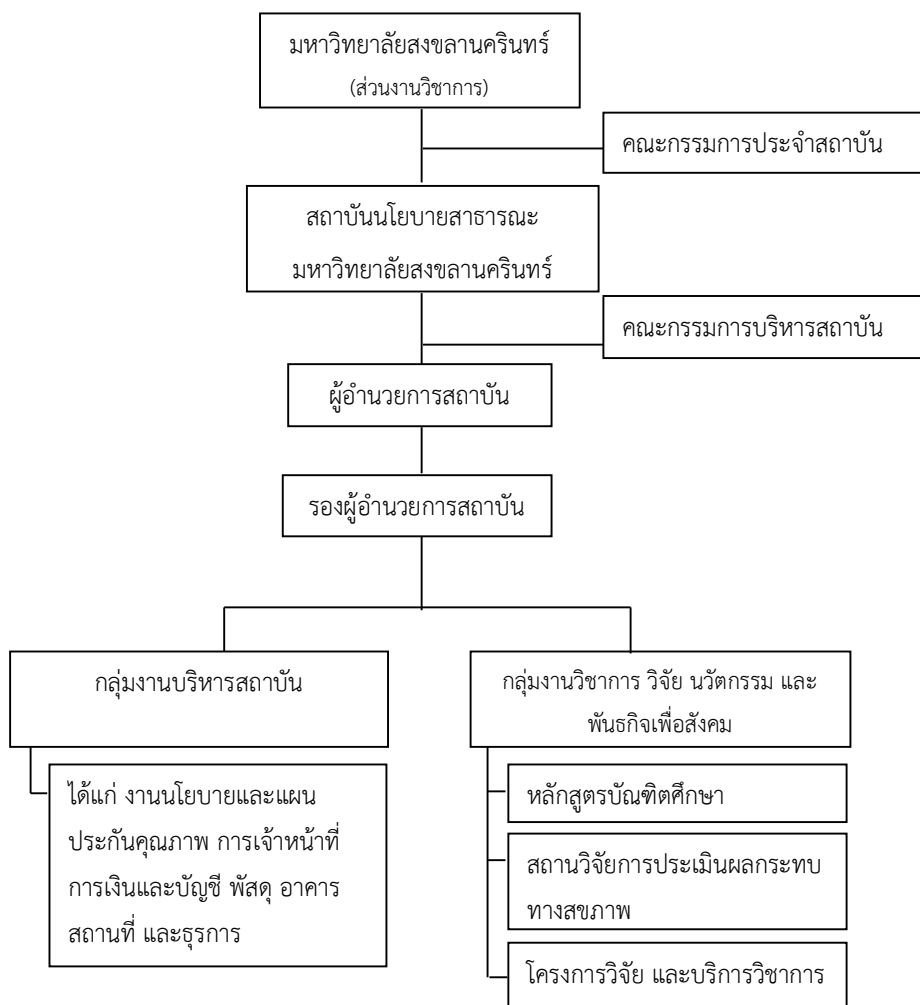 มหาวิทยาลัยสงขลานครินทร์
(ส่วนงานวิชาการ)
คณะกรรมการประจำสถาบัน
สถาบันนโยบายสาธารณะ
มหาวิทยาลัยสงขลานครินทร์
คณะกรรมการบริหารสถาบัน
ผู้อำนวยการสถาบัน
รองผู้อำนวยการสถาบัน
กลุ่มงานบริหารสถาบัน
ได้แก่ งานนโยบายและแผน
ประกันคุณภาพ การเจ้าหน้าที่
การเงินและบัญชี พัสดุ อาคาร
สถานที่ และธุรการ
กลุ่มงานวิชาการ วิจัย นวัตกรรม และ
พันธกิจเพื่อสังคม
หลักสูตรบัณฑิตศึกษา
สถานวิจัยการประเมินผลกระทบ
ทางสขภาพ
โครงการวิจัย และบริการวิชาการ